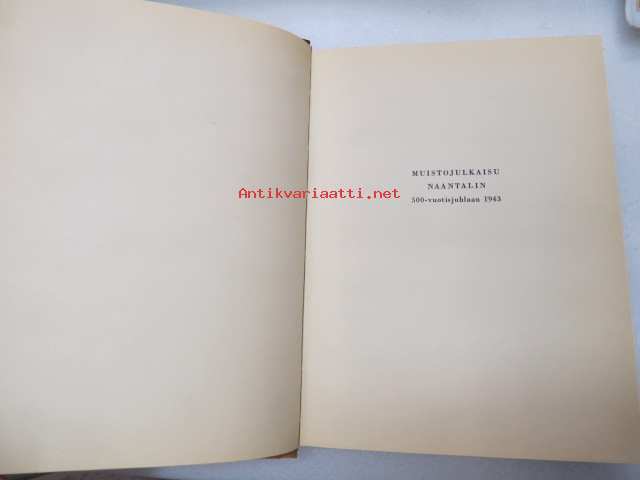 MUISTOJULKAISU
NAANTALIN
500-vuotisjuhlaan 1943
Antikvariaatti.net